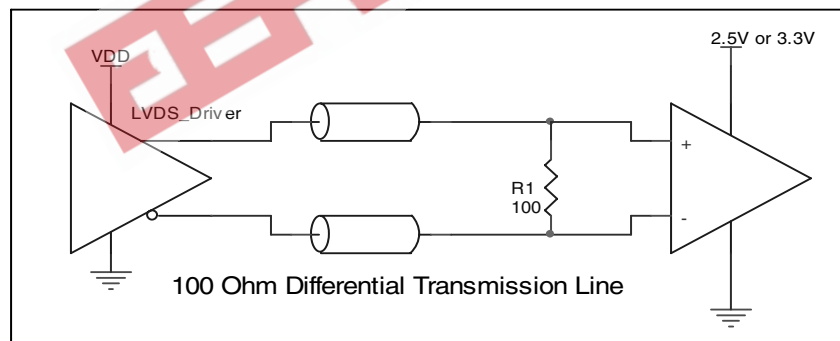 VDD
2.5V or 3.3V
LVDS_Driver
+
R1
100
-
100 Ohm Differential Transmission Line